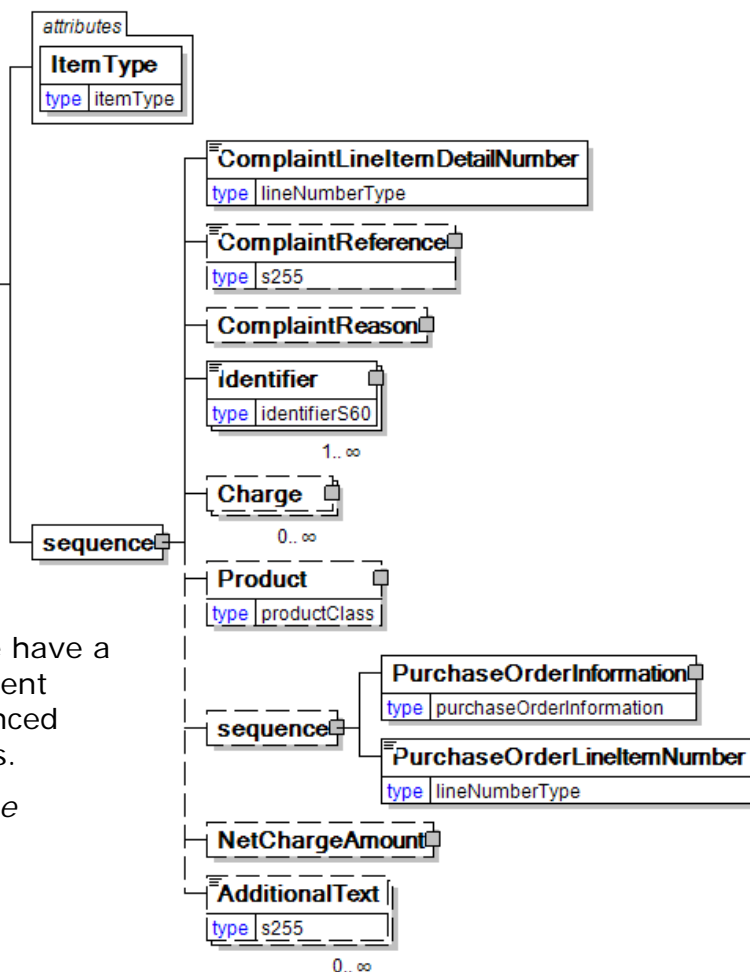 attributes
ItemType
type itemType
ComplaintLineItemDetailNumber
type lineNumberType
ComplaintReference
type s255
ComplaintReason
Identifier
type identifierS60
1.. ∞
Charge
0.. ∞
sequence
Product
type productClass
have a
ent
nced
s.
e
sequence
PurchaseOrderInformation
type purchaseOrderInformation
PurchaseOrderLineItemNumber
type lineNumberType
NetChargeAmount
AdditionalText
type s255
0.. ∞